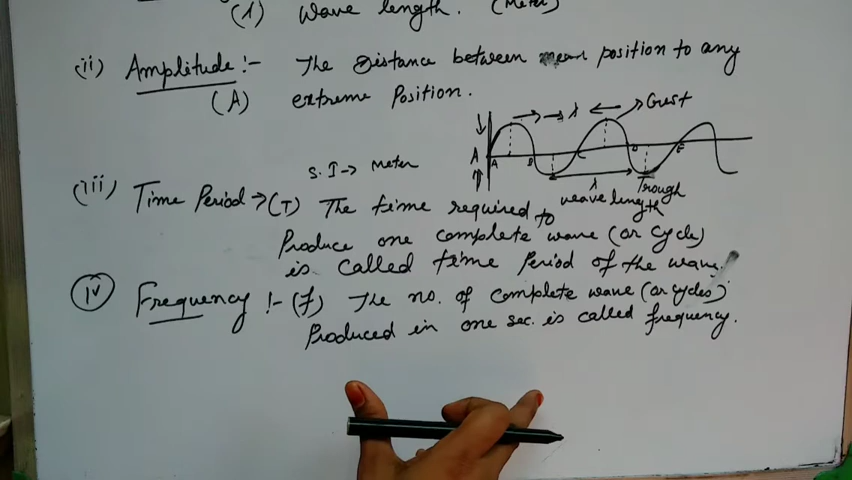 (λ) Wave length. (Meter)
(ii) Amplitude :- The Distance between mean position to any
(A) extreme Position.
λ Crest
A A B C D E
S.I → Meter
λ
weave length
Trough
(iii) Time Period → (T) The time required to
Produce one complete wave (or Cycle)
is called time Period of the wave.
(iv) Frequency :- (f) The no. of complete wave (or cycles)
Produced in one sec. is called frequency.